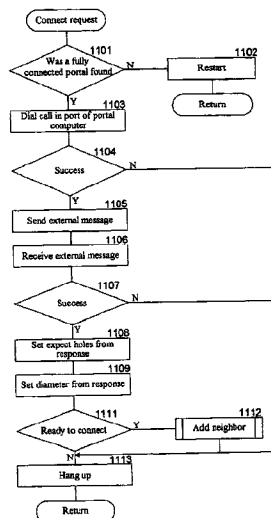 Connect request
1101
Was a fully
connected portal found
N
1102
Restart
Return
Y
1103
Dial call in port of portal
computer
1104
Success
N
Y
1105
Send external message
1106
Receive external message
1107
Success
N
Y
1108
Set expect holes from
response
1109
Set diameter from response
1111
Ready to connect
Y
1112
Add neighbor
N
1113
Hang up
Return